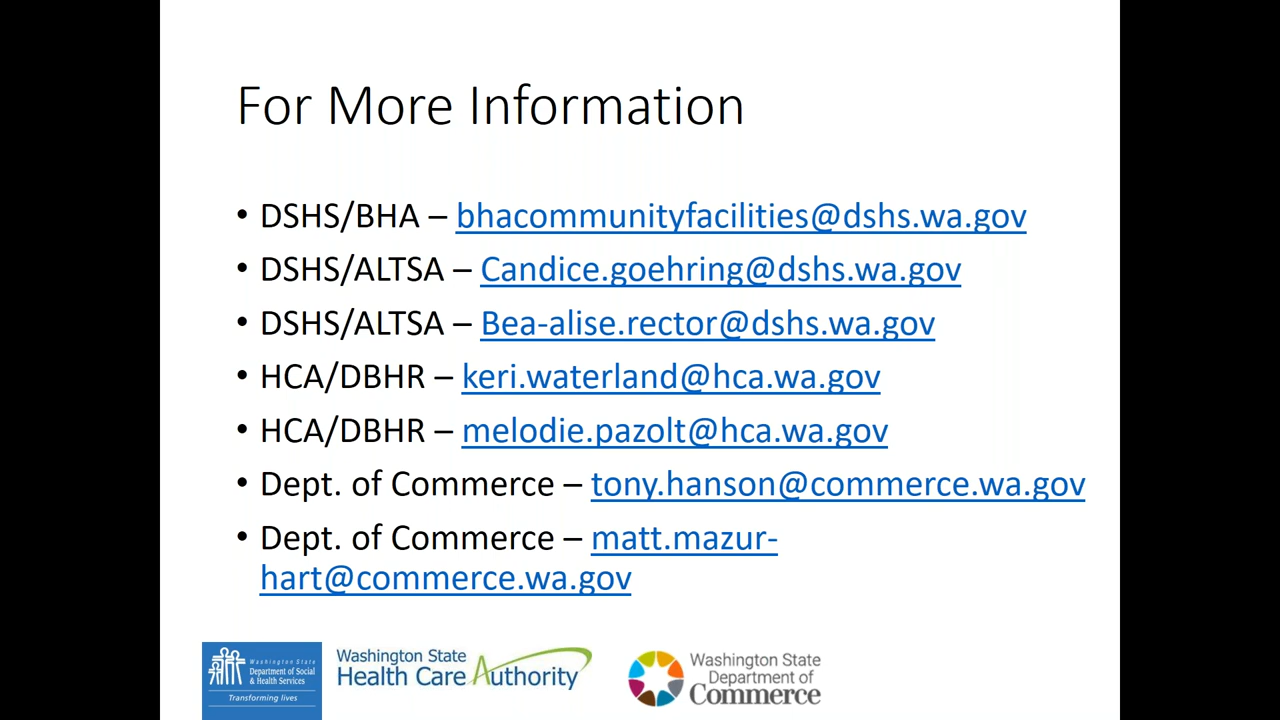 For More Information
• DSHS/BHA – bhacommunityfacilities@dshs.wa.gov
• DSHS/ALTSA – Candice.goehring@dshs.wa.gov
• DSHS/ALTSA – Bea-alise.rector@dshs.wa.gov
• HCA/DBHR – keri.waterland@hca.wa.gov
• HCA/DBHR – melodie.pazolt@hca.wa.gov
• Dept. of Commerce – tony.hanson@commerce.wa.gov
• Dept. of Commerce – matt.mazur-
hart@commerce.wa.gov
Washington State
Department of Social
& Health Services
Transforming lives
Washington State
Health Care Authority
Washington State
Department of
Commerce